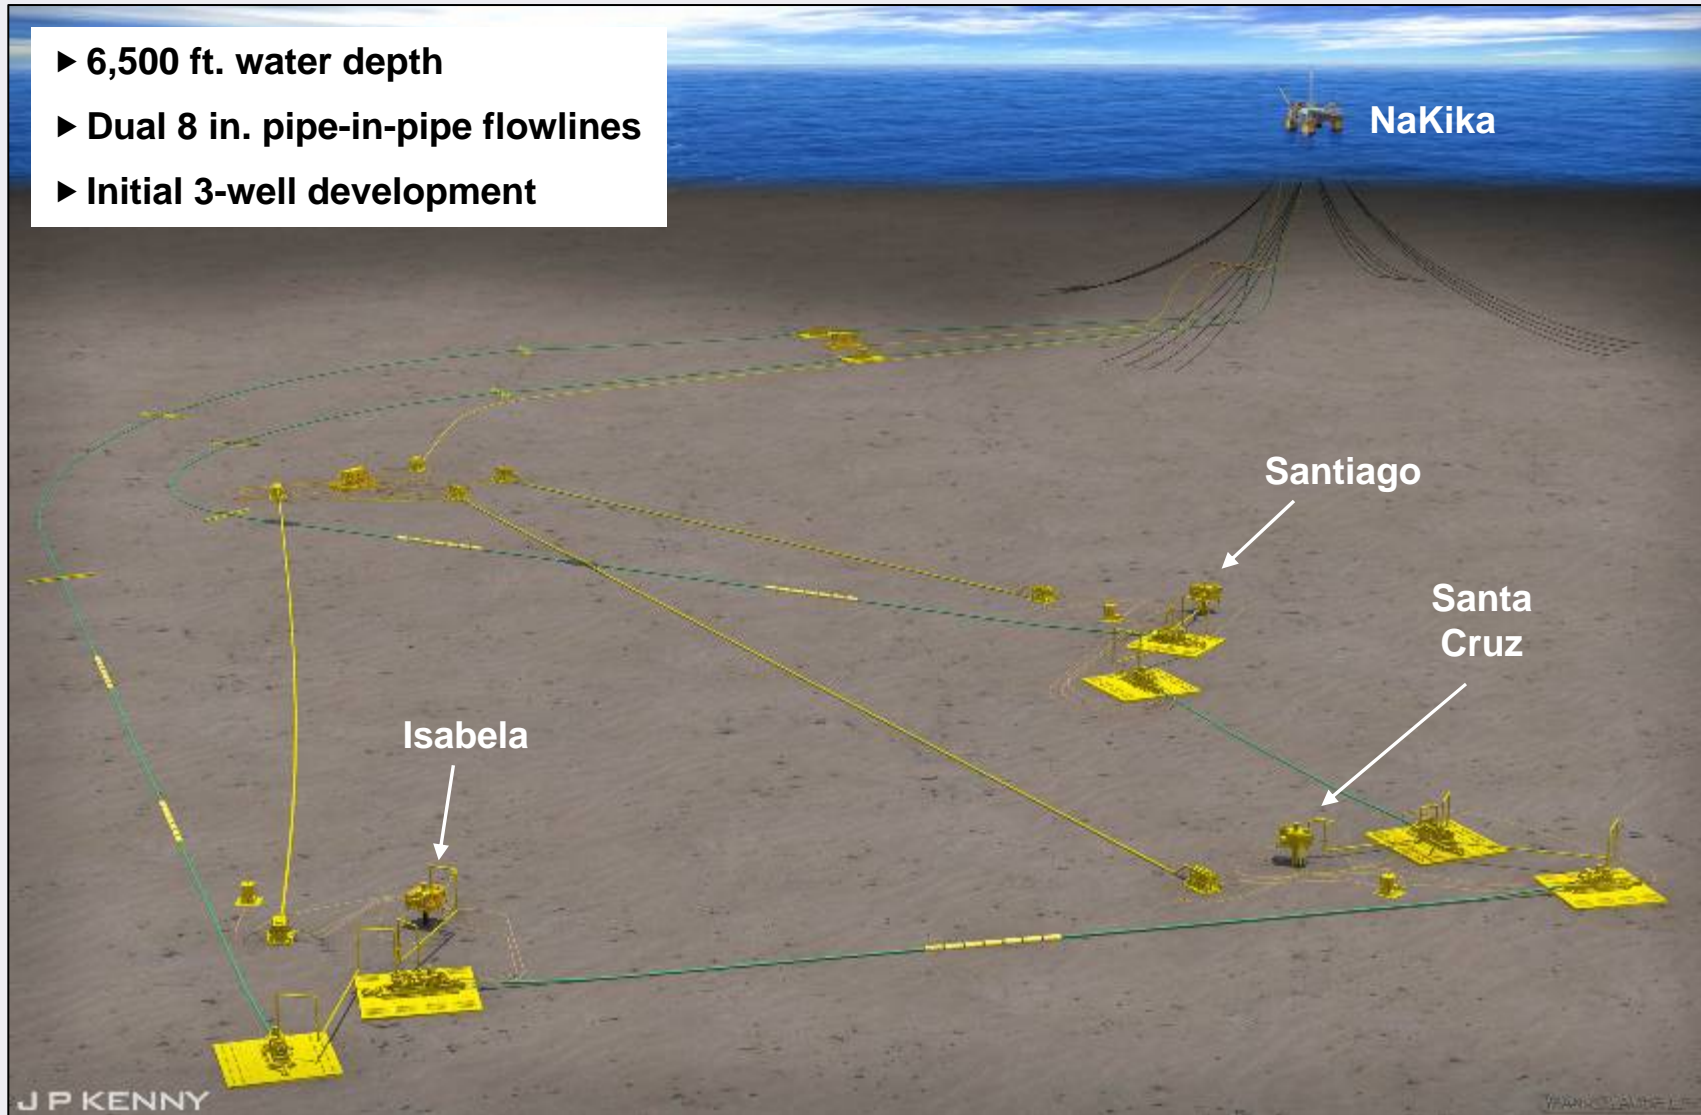 ▶ 6,500 ft. water depth
▶ Dual 8 in. pipe-in-pipe flowlines
▶ Initial 3-well development
NaKika
Santiago
Santa
Cruz
Isabela
J P KENNY